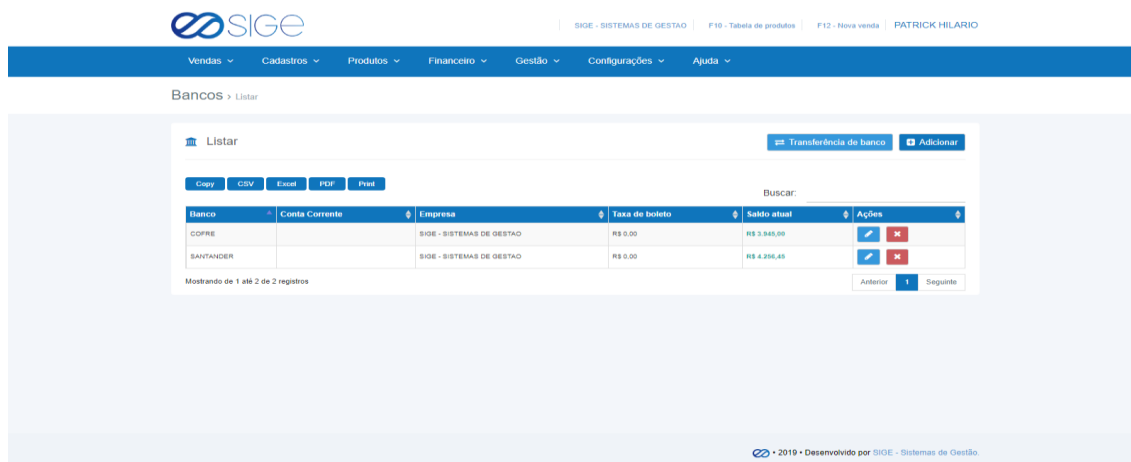 SIGE
SIGE - SISTEMAS DE GESTAO F10 - Tabela de produtos F12 - Nova venda PATRICK HILARIO
Vendas Cadastros Produtos Financeiro Gestão Configurações Ajuda
Bancos > Listar
Listar Transferência de banco Adicionar
Copy CSV Excel PDF Print
Buscar:
Banco Conta Corrente Empresa Taxa de boleto Saldo atual Ações
COFRE SIGE - SISTEMAS DE GESTAO R$ 0,00 R$ 3.945,00
SANTANDER SIGE - SISTEMAS DE GESTAO R$ 0,00 R$ 4.256,45
Mostrando de 1 até 2 de 2 registros Anterior 1 Seguinte
• 2019 • Desenvolvido por SIGE - Sistemas de Gestão.